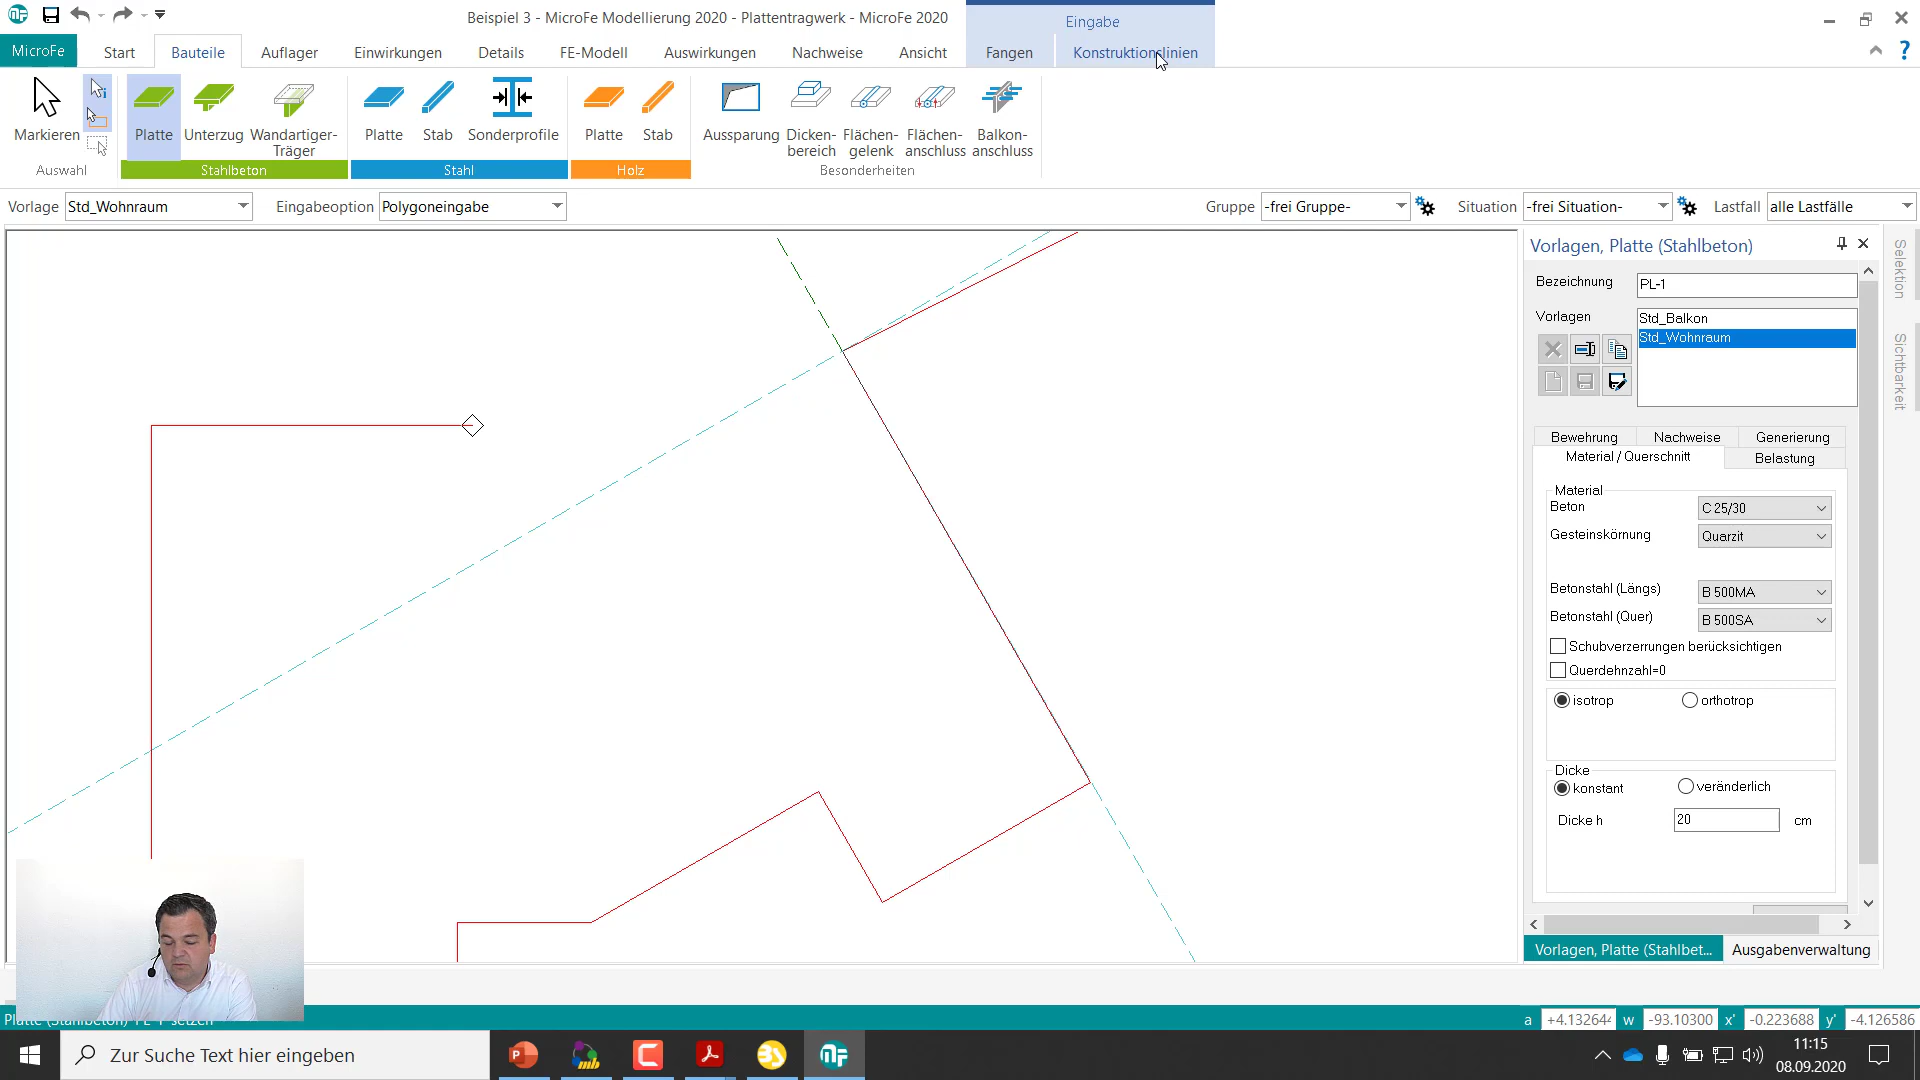 Beispiel 3 - MicroFe Modellierung 2020 - Plattentragwerk - MicroFe 2020
Eingabe
MicroFe
Start
Bauteile
Auflager
Einwirkungen
Details
FE-Modell
Auswirkungen
Nachweise
Ansicht
Fangen
Konstruktionslinien
Markieren
Platte
Unterzug
Wandartiger-
Träger
Platte
Stab
Sonderprofile
Platte
Stab
Aussparung
Dicken-
bereich
Flächen-
gelenk
Flächen-
anschluss
Balkon-
anschluss
Auswahl
Stahlbeton
Stahl
Holz
Besonderheiten
Vorlage
Std_Wohnraum
Eingabeoption
Polygoneingabe
Gruppe
-frei Gruppe-
Situation
-frei Situation-
Lastfall
alle Lastfälle
Vorlagen, Platte (Stahlbeton)
Bezeichnung
PL-1
Vorlagen
Std_Balkon
Std_Wohnraum
Bewehrung
Nachweise
Generierung
Material / Querschnitt
Belastung
Material
Beton
C 25/30
Gesteinskörnung
Quarzit
Betonstahl (Längs)
B 500MA
Betonstahl (Quer)
B 500SA
Schubverzerrungen berücksichtigen
Querdehnzahl=0
isotrop
orthotrop
Dicke
konstant
veränderlich
Dicke h
20
cm
Vorlagen, Platte (Stahlbet...
Ausgabenverwaltung
Selektion
Sichtbarkeit
a
w
-93.10300
x'
-0.223688
y'
-4.126586
Zur Suche Text hier eingeben
11:15
08.09.2020